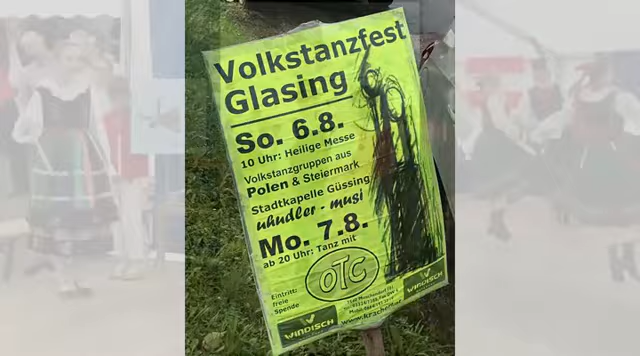 Volkstanzfest
Glasing
So. 6.8.
10 Uhr: Heilige Messe
Volkstanzgruppen aus
Polen & Steiermark
Stadtkapelle Güssing
uhudler - musi
Mo. 7.8.
ab 20 Uhr: Tanz mit
OTC
Eintritt:
freie
Spende
WINDISCH
WINDISCH